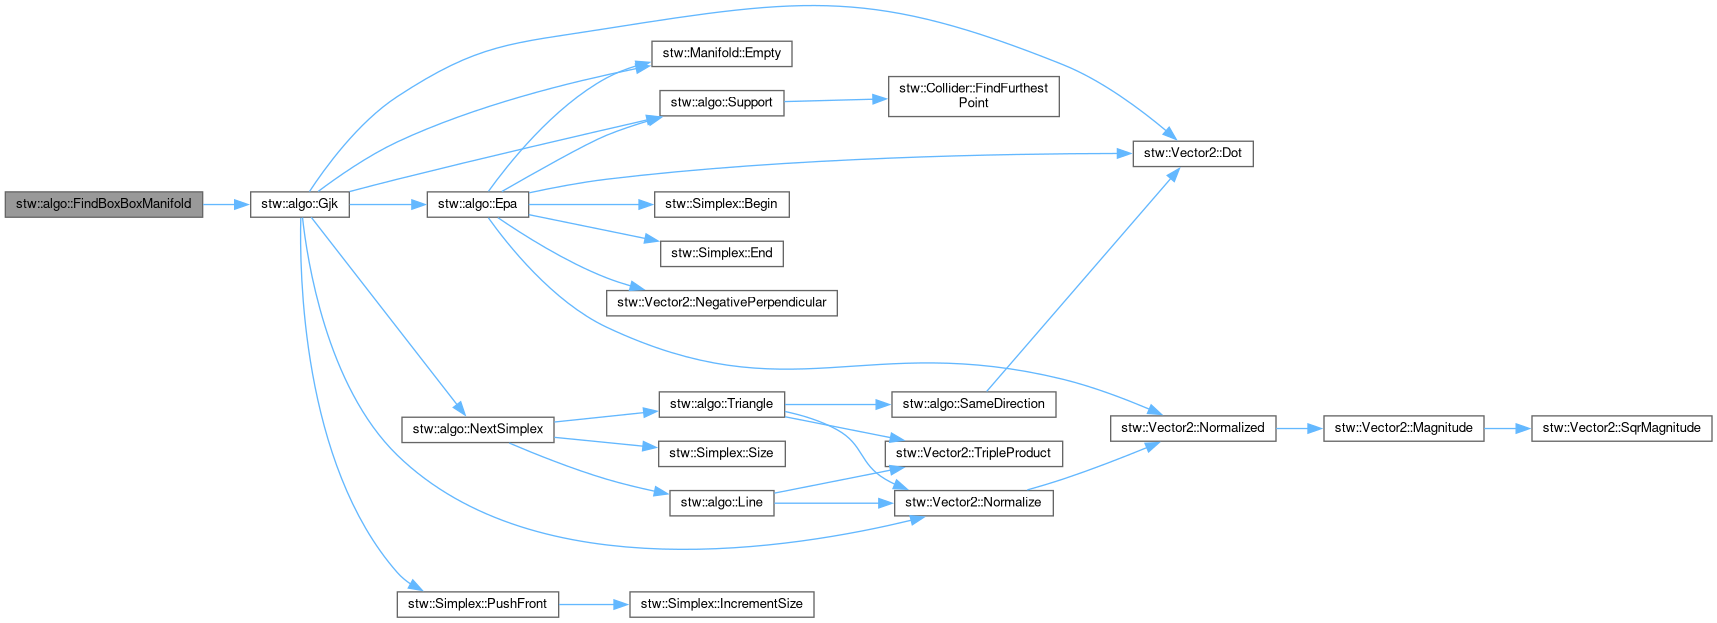 stw::Manifold::Empty
stw::Collider::FindFurthest
Point
stw::algo::Support
stw::Vector2::Dot
stw::algo::FindBoxBoxManifold
stw::algo::Gjk
stw::algo::Epa
stw::Simplex::Begin
stw::Simplex::End
stw::Vector2::NegativePerpendicular
stw::algo::Triangle
stw::algo::SameDirection
stw::algo::NextSimplex
stw::Vector2::Normalized
stw::Vector2::Magnitude
stw::Vector2::SqrMagnitude
stw::Simplex::Size
stw::Vector2::TripleProduct
stw::algo::Line
stw::Vector2::Normalize
stw::Simplex::PushFront
stw::Simplex::IncrementSize